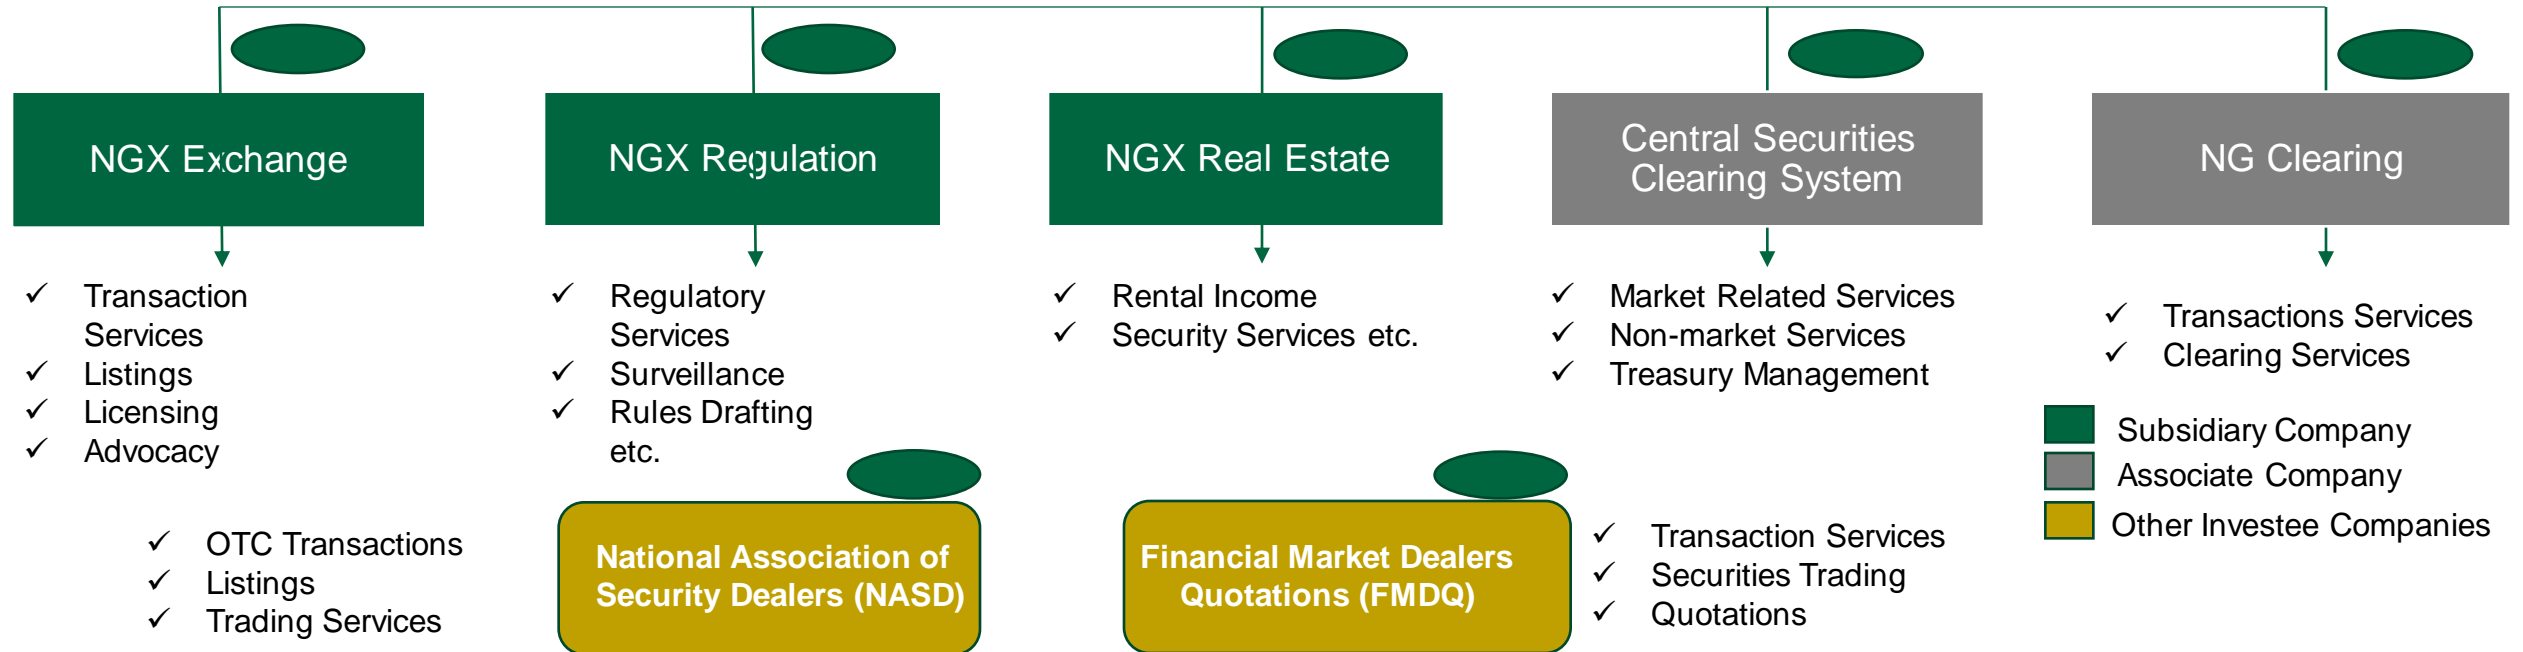 NGX Exchange
NGX Regulation
NGX Real Estate
Central Securities
Clearing System
NG Clearing
✓ Transaction
Services
✓ Listings
✓ Licensing
✓ Advocacy
✓ Regulatory
Services
✓ Surveillance
✓ Rules Drafting
etc.
✓ Rental Income
✓ Security Services etc.
✓ Market Related Services
✓ Non-market Services
✓ Treasury Management
✓ Transactions Services
✓ Clearing Services
Subsidiary Company
Associate Company
Other Investee Companies
✓ OTC Transactions
✓ Listings
✓ Trading Services
National Association of
Security Dealers (NASD)
Financial Market Dealers
Quotations (FMDQ)
✓ Transaction Services
✓ Securities Trading
✓ Quotations